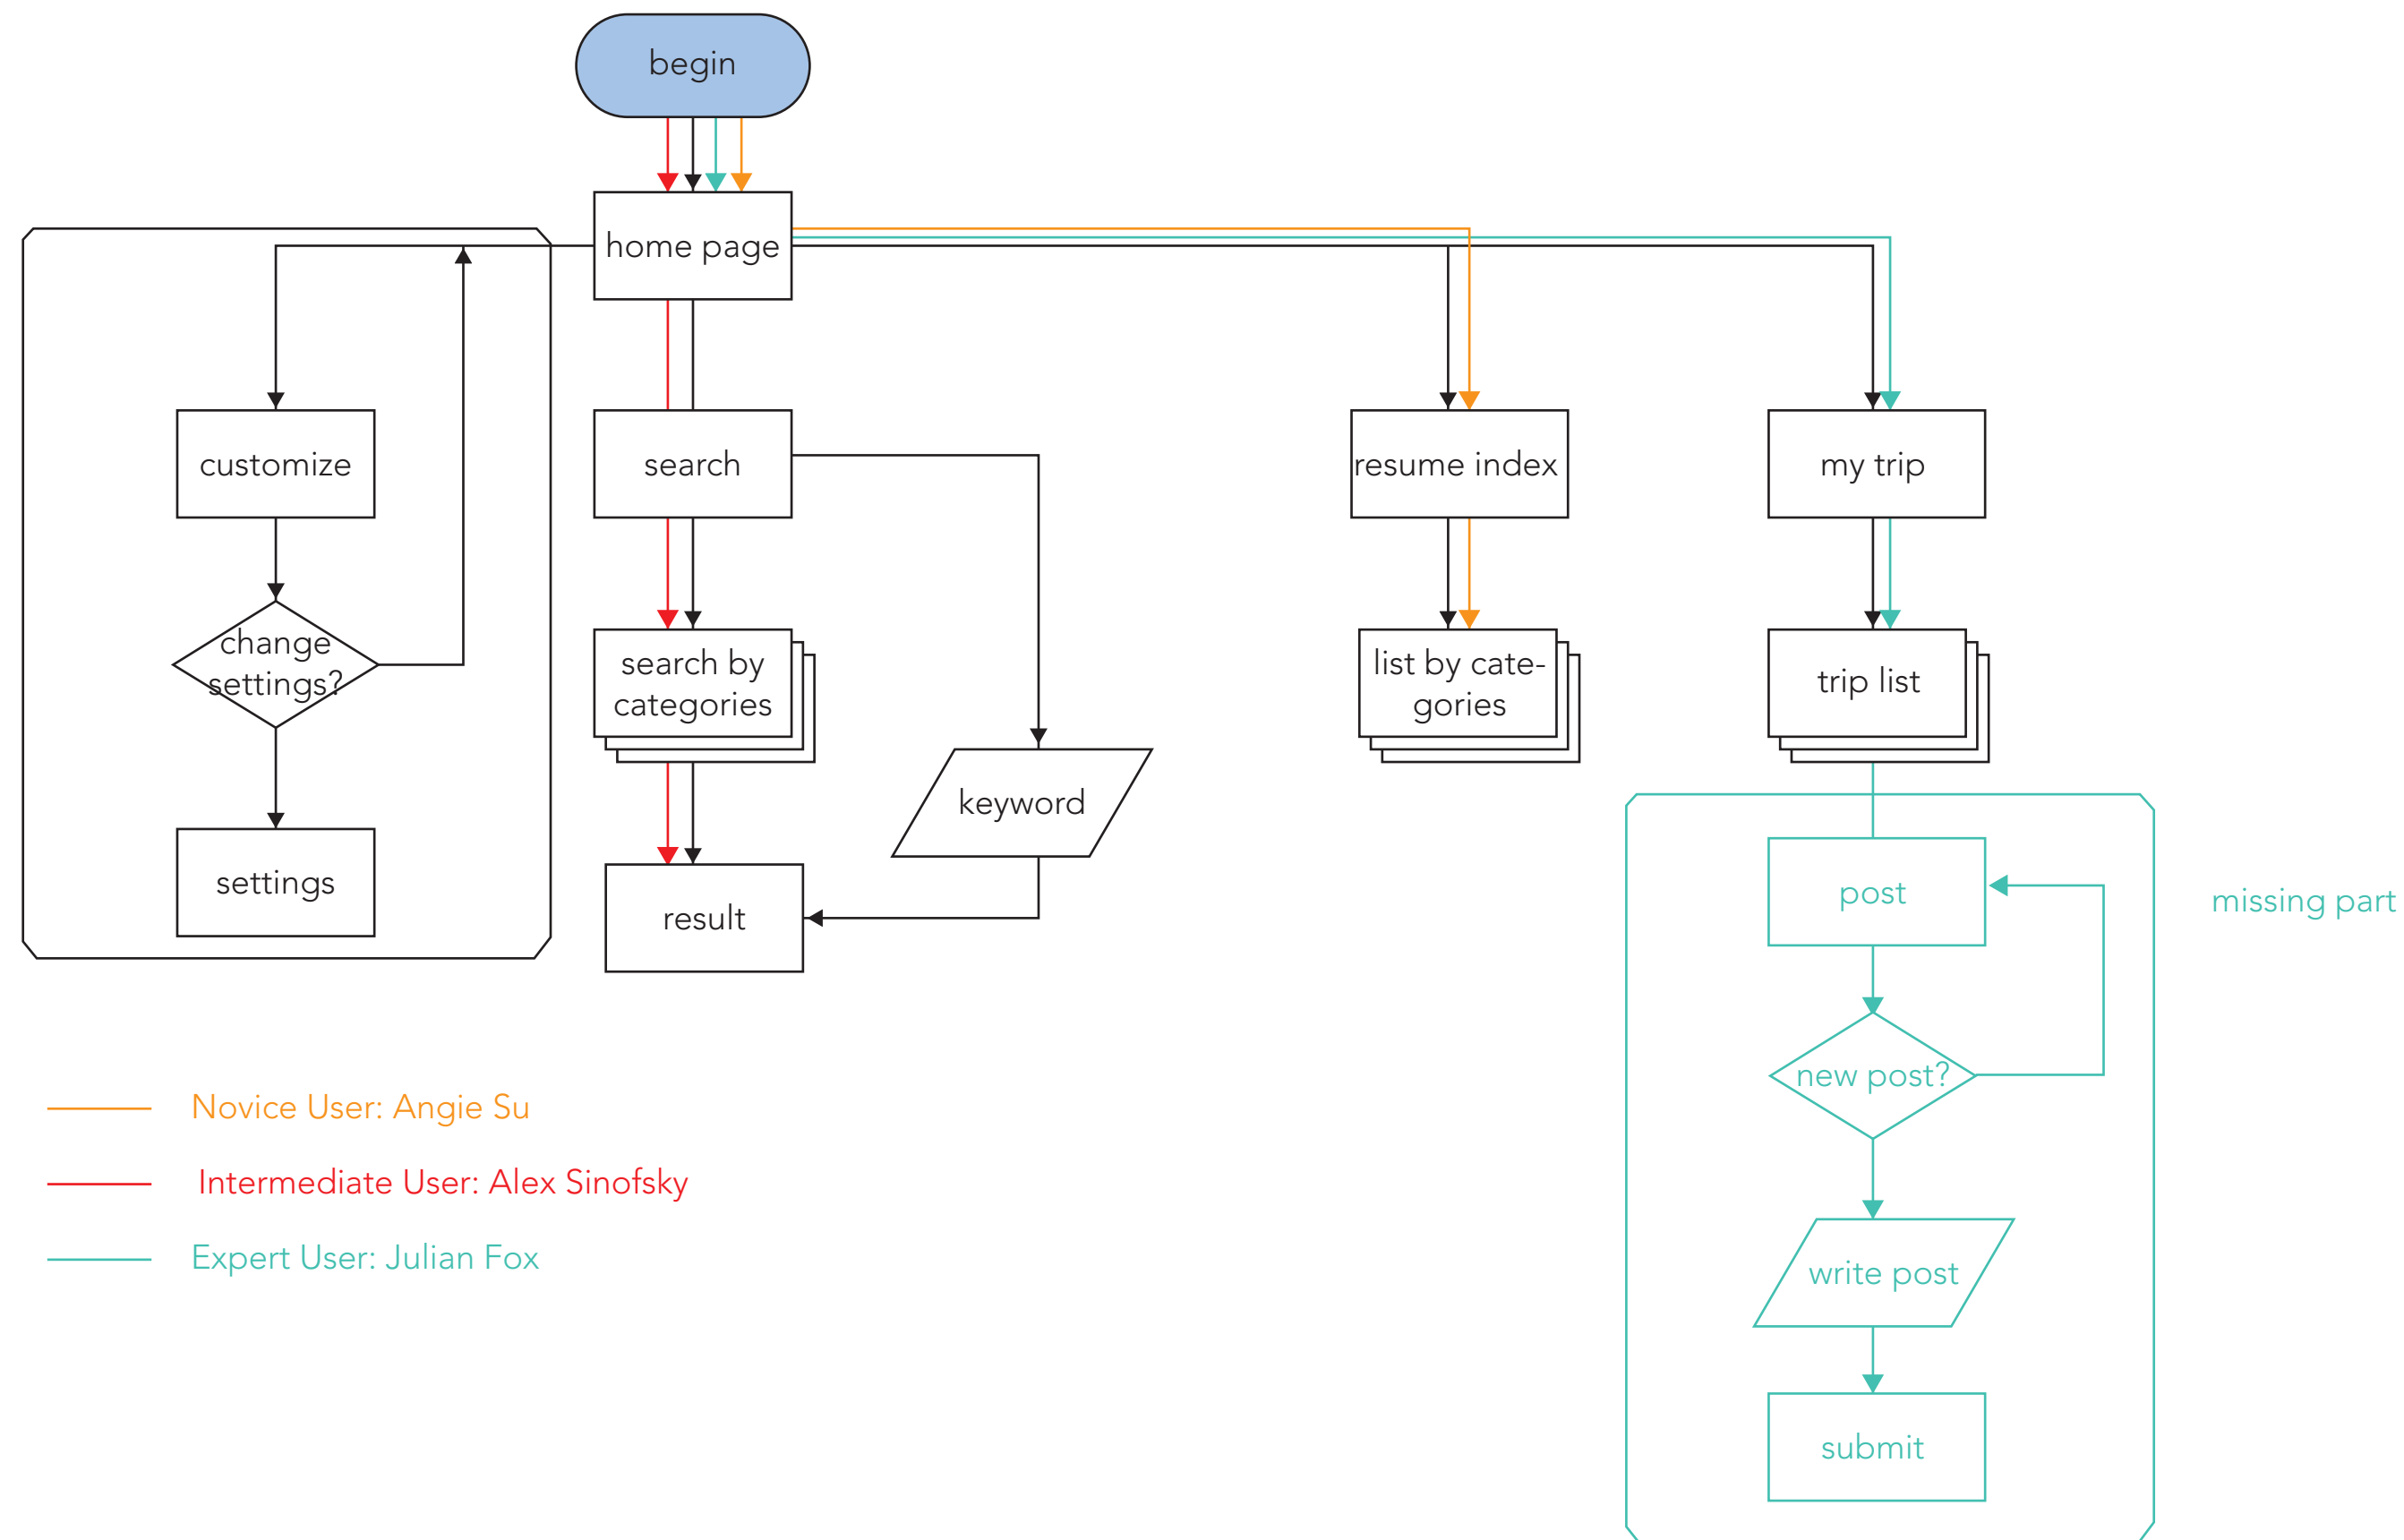 begin
home page
customize
search
resume index
my trip
change
settings?
search by
categories
list by cate-
gories
trip list
keyword
settings
result
post
missing part
new post?
write post
submit
Novice User: Angie Su
Intermediate User: Alex Sinofsky
Expert User: Julian Fox